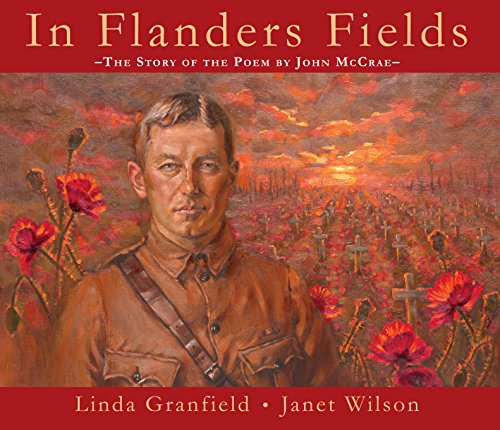 In Flanders Fields
–The Story of the Poem by John McCrae–
Linda Granfield • Janet Wilson